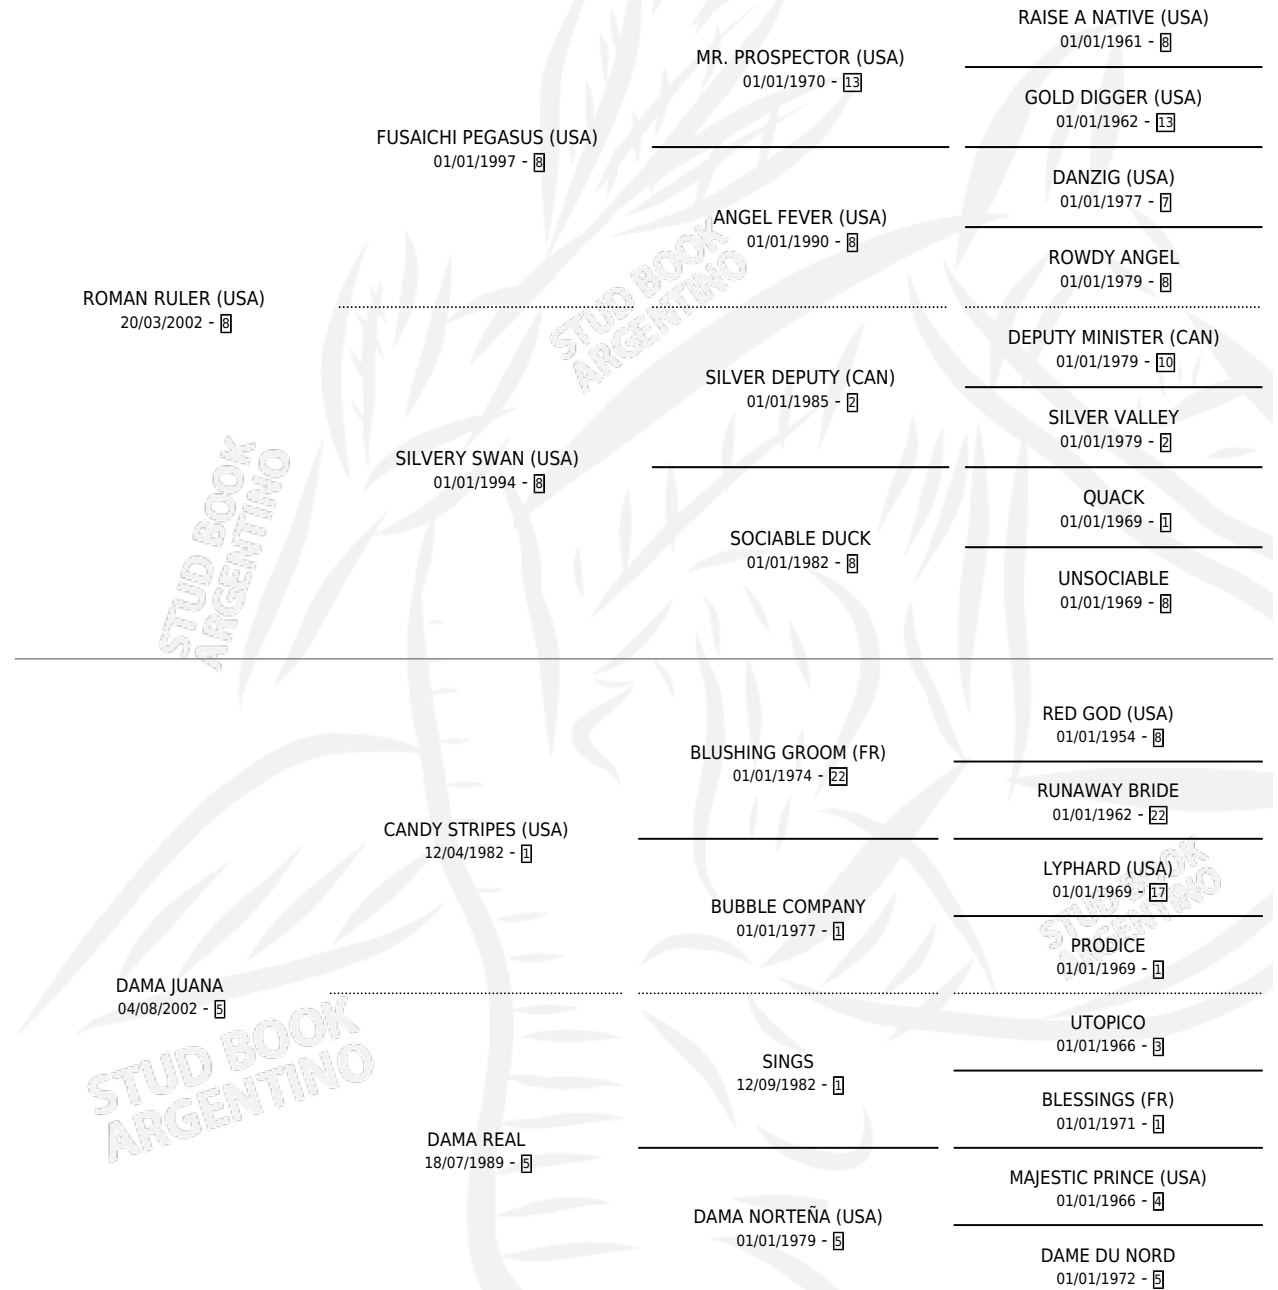 RAISE A NATIVE (USA)
01/01/1961 - 8
MR. PROSPECTOR (USA)
01/01/1970 - 13
GOLD DIGGER (USA)
01/01/1962 - 13
FUSAICHI PEGASUS (USA)
01/01/1997 - 8
DANZIG (USA)
01/01/1977 - 7
ANGEL FEVER (USA)
01/01/1990 - 8
ROWDY ANGEL
01/01/1979 - 8
ROMAN RULER (USA)
20/03/2002 - 8
DEPUTY MINISTER (CAN)
01/01/1979 - 10
SILVER DEPUTY (CAN)
01/01/1985 - 2
SILVER VALLEY
01/01/1979 - 2
SILVERY SWAN (USA)
01/01/1994 - 8
QUACK
01/01/1969 - 1
SOCIABLE DUCK
01/01/1982 - 8
UNSOCIABLE
01/01/1969 - 8
STUD BOOK
ARGENTINO
STUD BOOK
ARGENTINO
RED GOD (USA)
01/01/1954 - 8
BLUSHING GROOM (FR)
01/01/1974 - 22
RUNAWAY BRIDE
01/01/1962 - 22
CANDY STRIPES (USA)
12/04/1982 - 1
LYPHARD (USA)
01/01/1969 - 17
BUBBLE COMPANY
01/01/1977 - 1
PRODICE
01/01/1969 - 1
DAMA JUANA
04/08/2002 - 5
UTOPICO
01/01/1966 - 3
SINGS
12/09/1982 - 1
BLESSINGS (FR)
01/01/1971 - 1
DAMA REAL
18/07/1989 - 5
MAJESTIC PRINCE (USA)
01/01/1966 - 4
DAMA NORTEÑA (USA)
01/01/1979 - 5
DAME DU NORD
01/01/1972 - 5
STUD BOOK
ARGENTINO
STUD BOOK
ARGENTINO